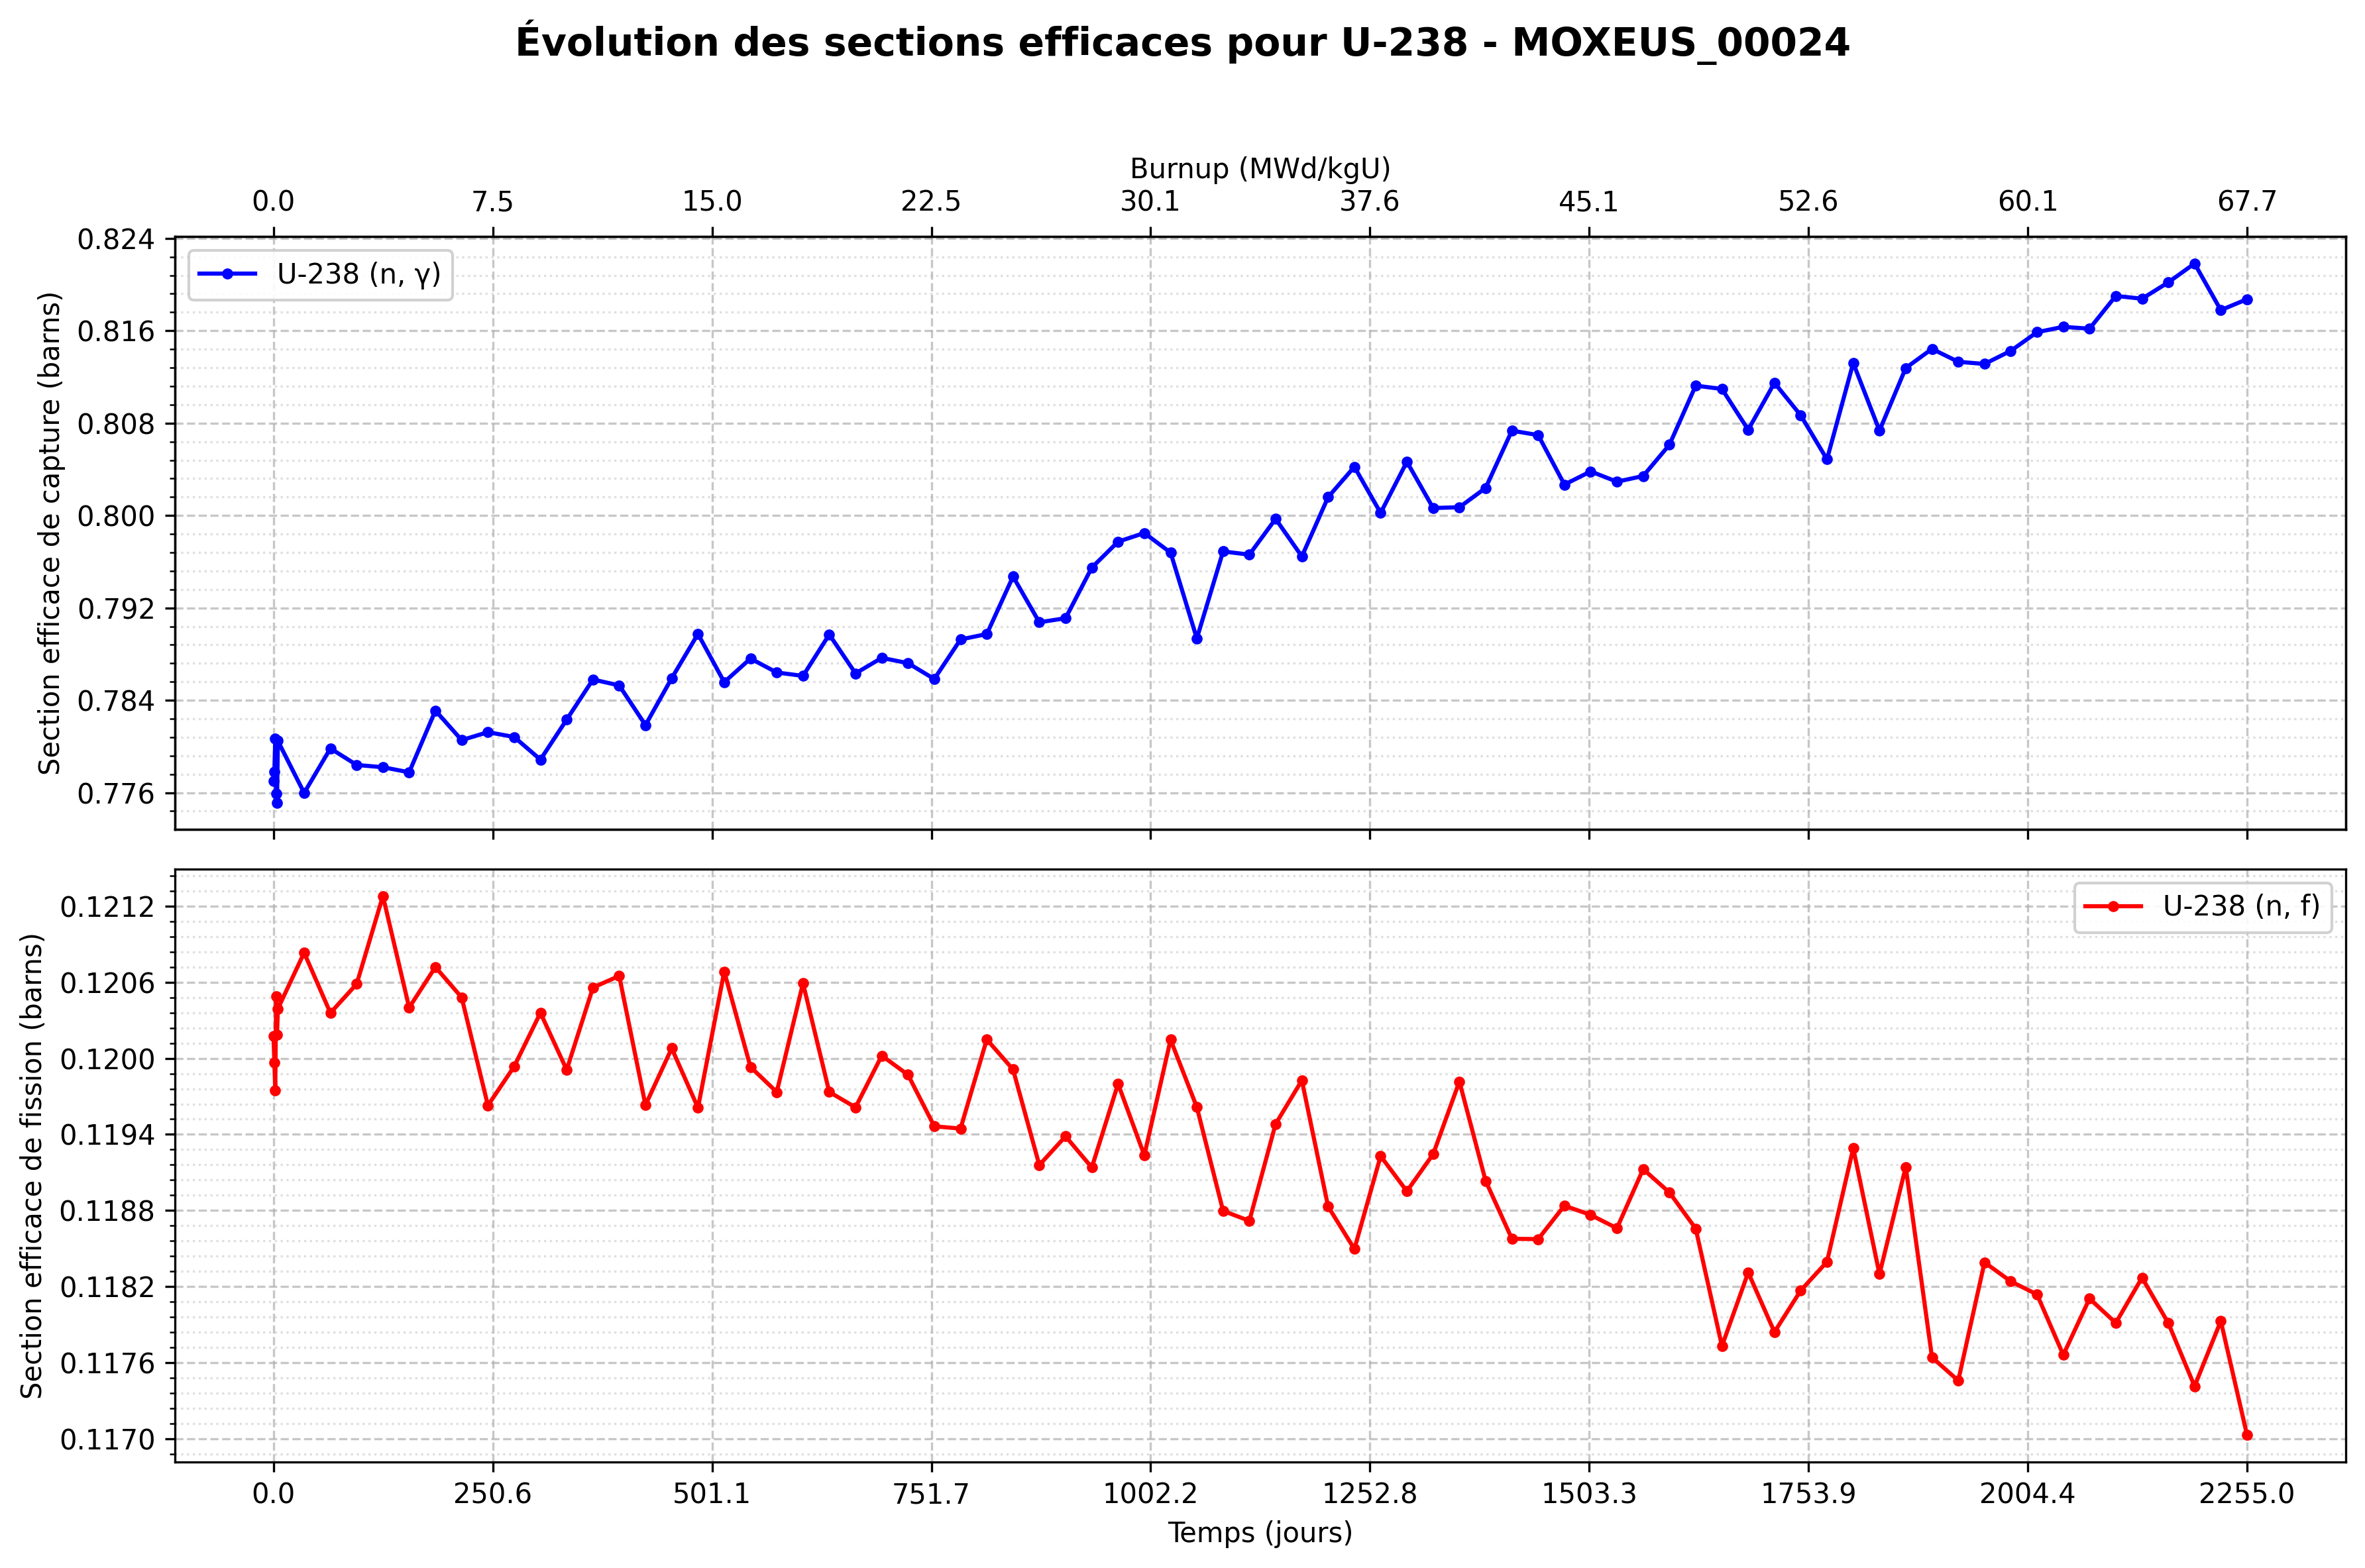 Évolution des sections efficaces pour U-238 - MOXEUS_00024
Burnup (MWd/kgU)
0.0 7.5 15.0 22.5 30.1 37.6 45.1 52.6 60.1 67.7
Section efficace de capture (barns)
0.824
0.816
0.808
0.800
0.792
0.784
0.776
U-238 (n, γ)
Section efficace de fission (barns)
0.1212
0.1206
0.1200
0.1194
0.1188
0.1182
0.1176
0.1170
U-238 (n, f)
0.0 250.6 501.1 751.7 1002.2 1252.8 1503.3 1753.9 2004.4 2255.0
Temps (jours)